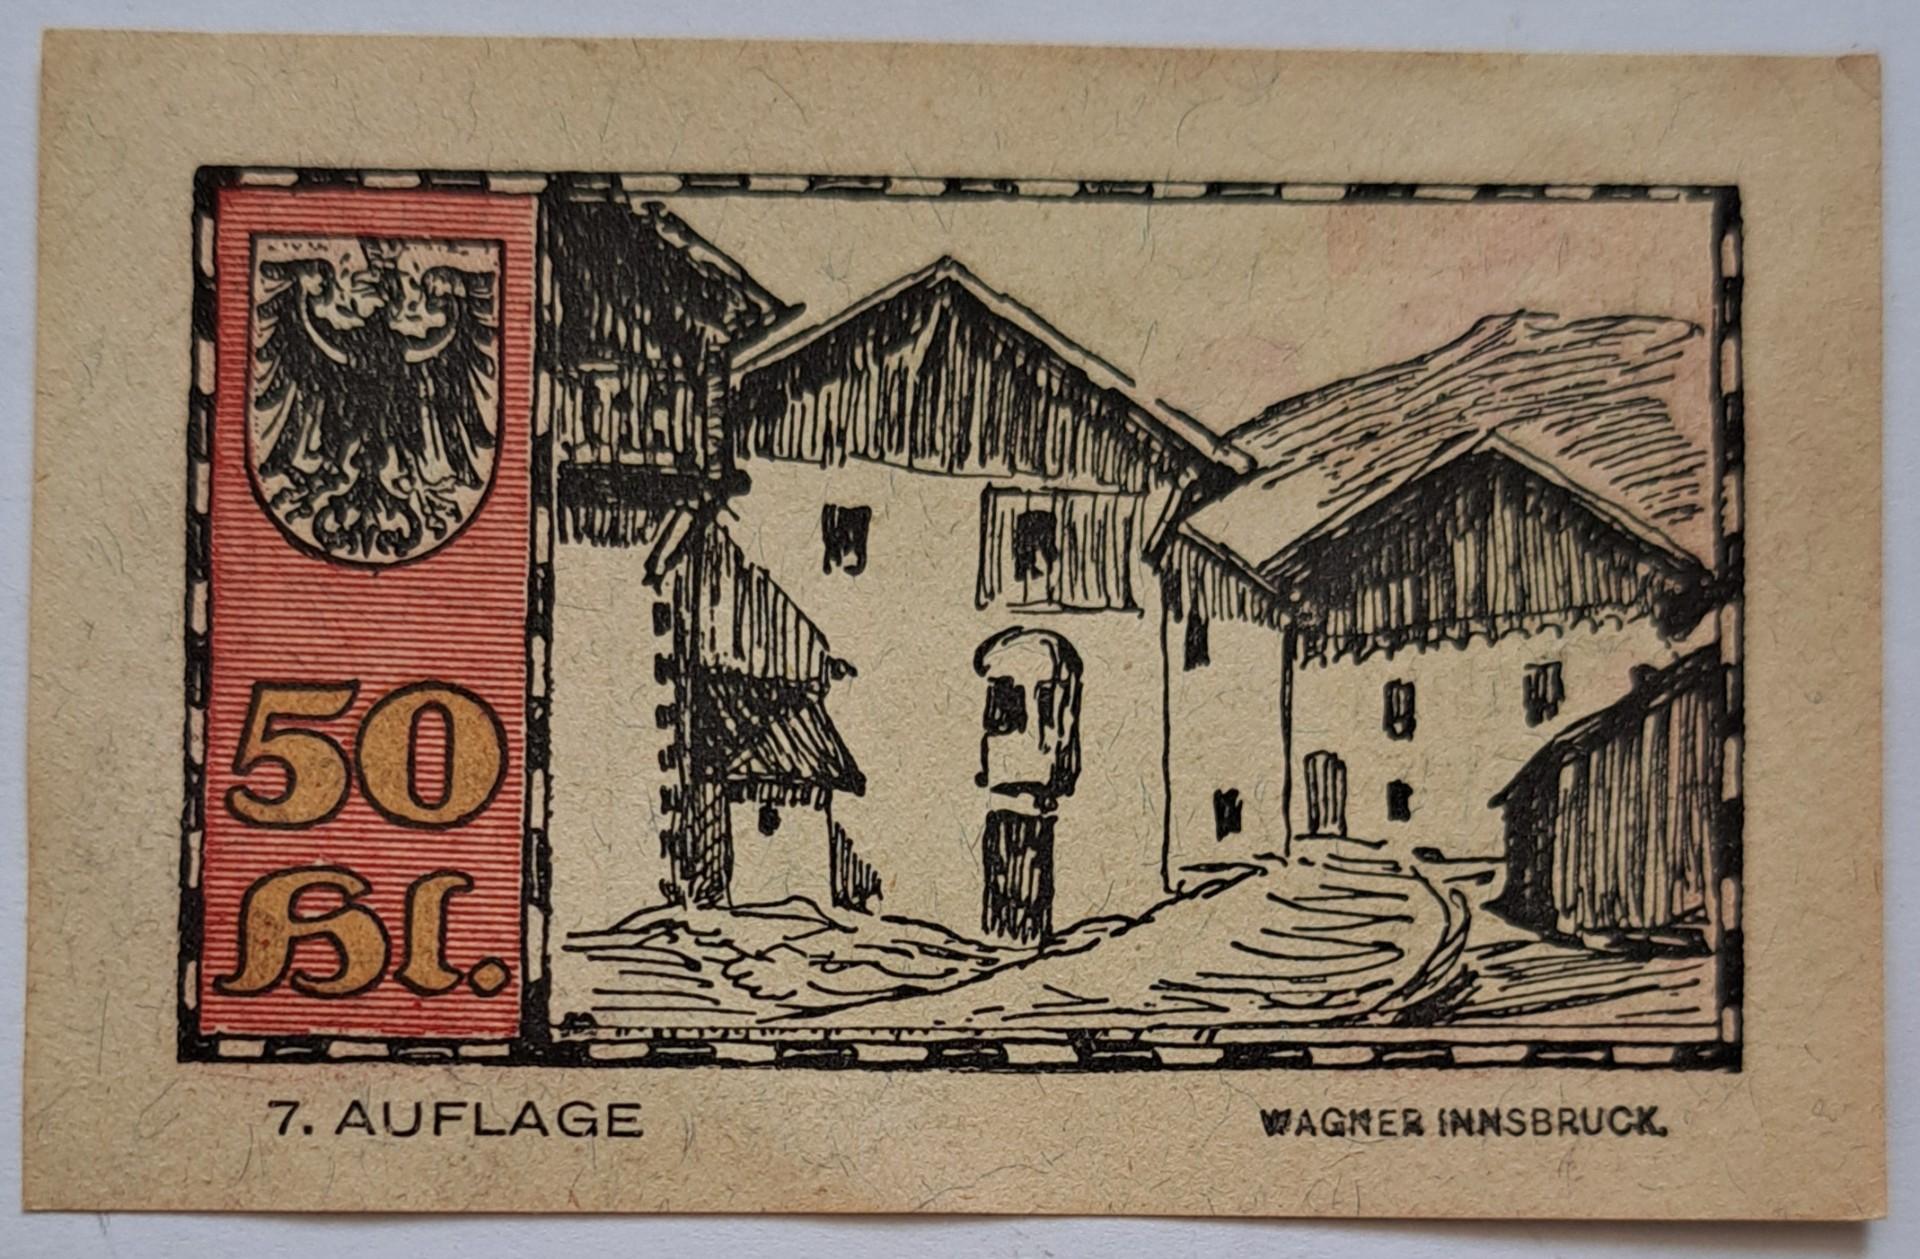 50
Hl.
7. AUFLAGE
WAGNER INNSBRUCK.